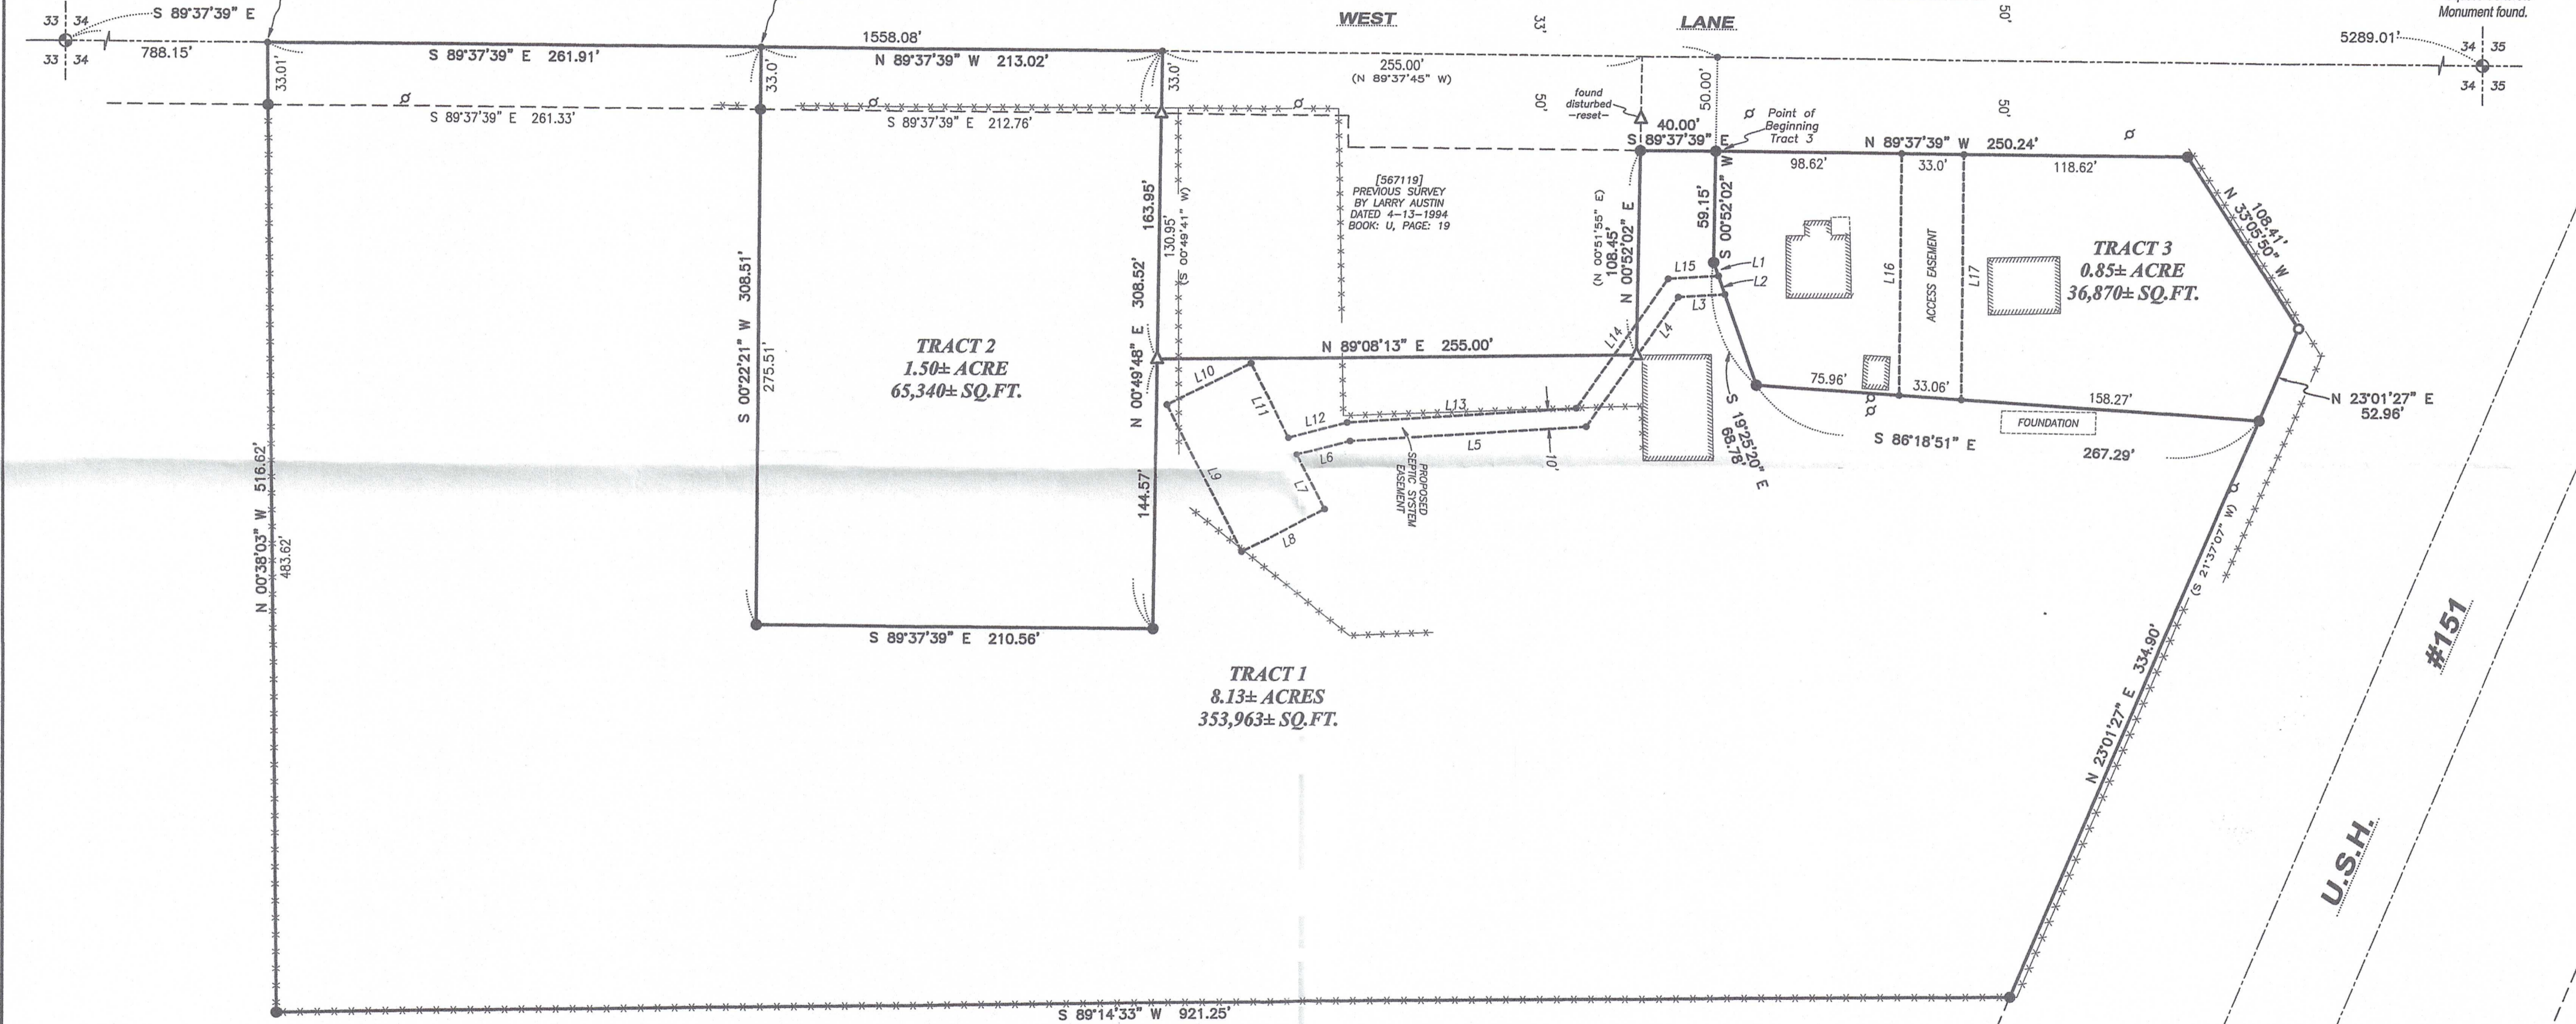 33 34
33 34
S 89°37'39" E
788.15'
S 89°37'39" E 261.91'
1558.08'
N 89°37'39" W 213.02'
WEST LANE
33'
50'
255.00'
(N 89°37'45" W)
5289.01'
Monument found.
34 35
34 35
33.01'
33.0'
33.0'
S 89°37'39" E 261.33'
S 89°37'39" E 212.76'
50'
50'
found
disturbed
-reset-
50.00'
40.00'
S 89°37'39" E
Point of
Beginning
Tract 3
N 89°37'39" W 250.24'
98.62'
33.0'
118.62'
[567119]
PREVIOUS SURVEY
BY LARRY AUSTIN
DATED 4-13-1994
BOOK: U, PAGE: 19
163.95'
130.95'
(S 00°49'41" W)
(N 00°51'55" E)
108.45'
N 00°52'02" E
59.15'
S 00°52'02" W
L1
L2
L15
L3
L14
L4
L16
ACCESS EASEMENT
L17
TRACT 3
0.85± ACRE
36,870± SQ.FT.
108.41'
N 33°05'50" W
S 00°22'21" W 308.51'
275.51'
TRACT 2
1.50± ACRE
65,340± SQ.FT.
N 00°49'48" E 308.52'
N 89°08'13" E 255.00'
L10
L11
L12
L13
L5
L6
L7
L8
L9
10'
PROPOSED
SEPTIC SYSTEM
EASEMENT
S 19°25'20" E
68.78'
75.96'
33.06'
158.27'
FOUNDATION
S 86°18'51" E
267.29'
N 23°01'27" E
52.96'
144.57'
N 00°38'03" W 516.62'
483.62'
S 89°37'39" E 210.56'
TRACT 1
8.13± ACRES
353,963± SQ.FT.
(S 21°37'07" W)
N 23°01'27" E 334.90'
U.S.H. #151
S 89°14'33" W 921.25'